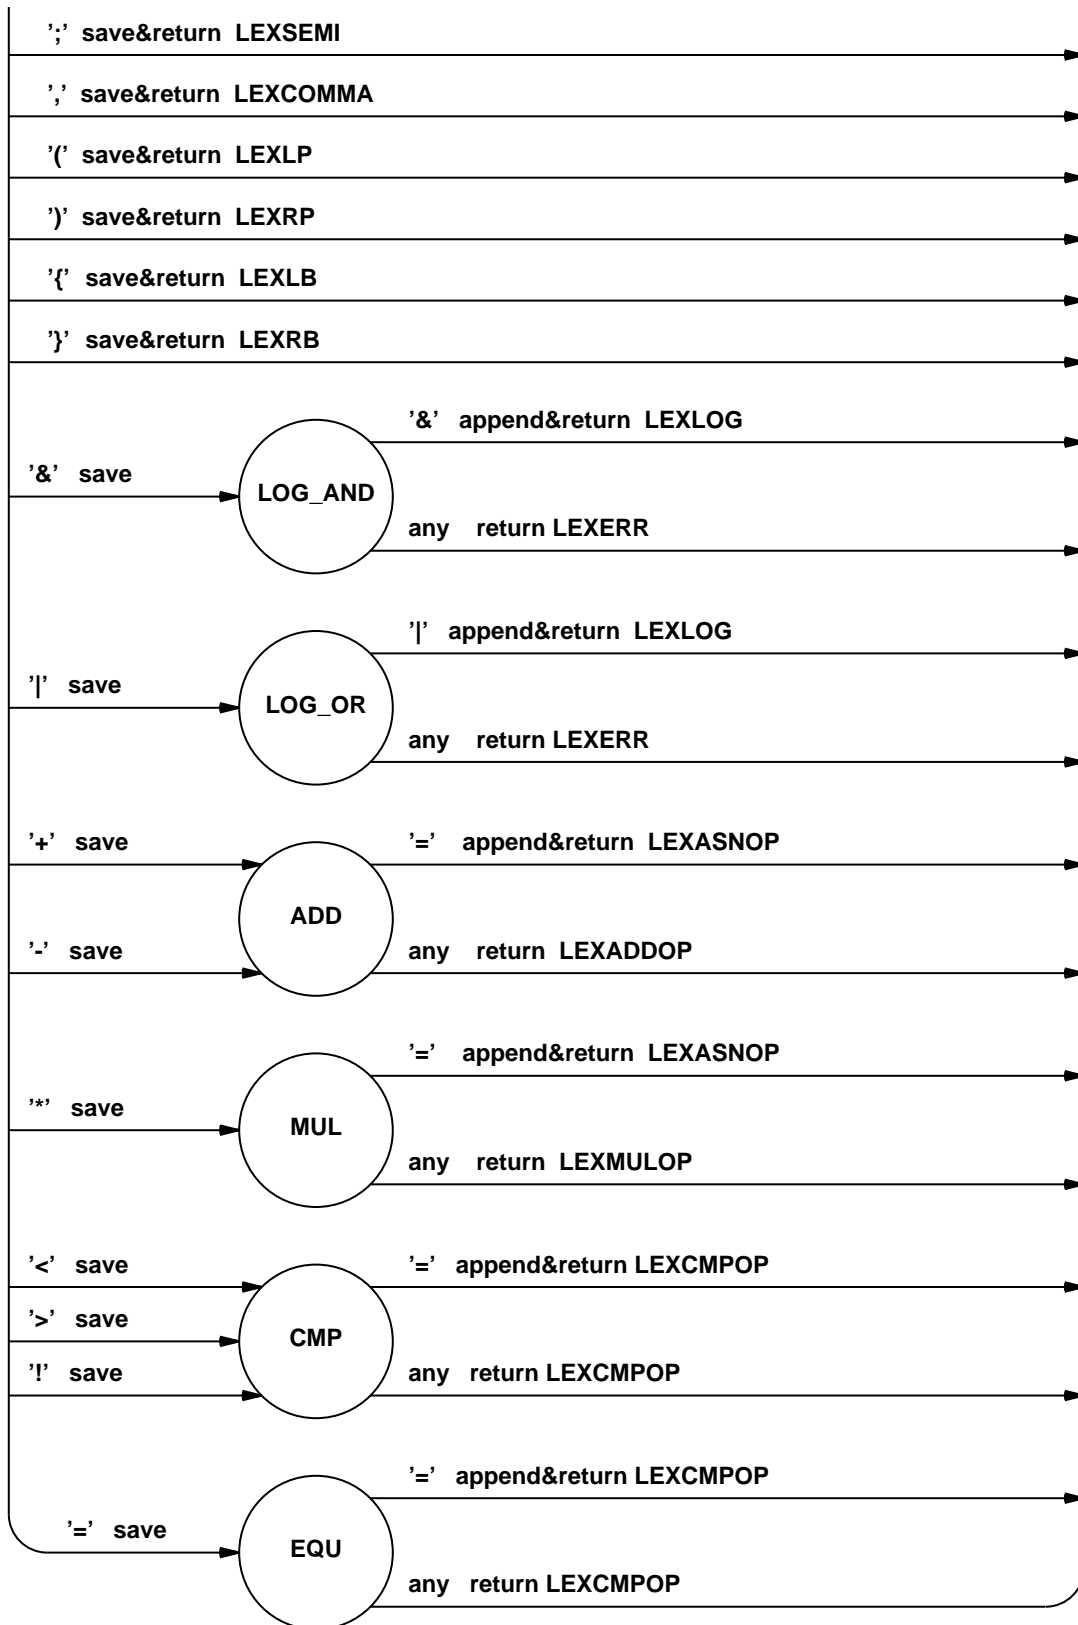 ’;’ save&return LEXSEMI
’,’ save&return LEXCOMMA
’(’ save&return LEXLP
’)’ save&return LEXRP
’{’ save&return LEXLB
’}’ save&return LEXRB
’&’ append&return LEXLOG
’&’ save
LOG_AND
any return LEXERR
’|’ append&return LEXLOG
’|’ save
LOG_OR
any return LEXERR
’+’ save
’=’ append&return LEXASNOP
ADD
’-’ save
any return LEXADDOP
’=’ append&return LEXASNOP
’*’ save
MUL
any return LEXMULOP
’<’ save
’=’ append&return LEXCMPOP
’>’ save
CMP
’!’ save
any return LEXCMPOP
’=’ append&return LEXCMPOP
’=’ save
EQU
any return LEXCMPOP